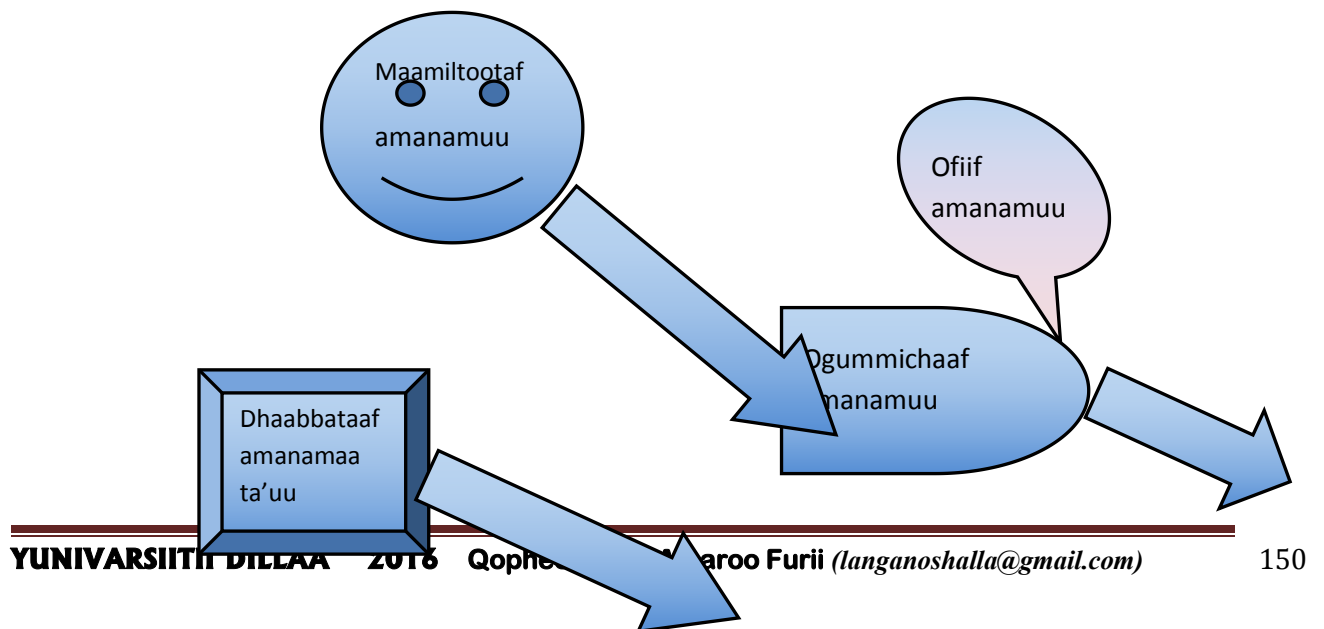 Maamiltootaf
amanamuu
Ofiif
amanamuu
Ogummichaaf
amanamuu
Dhaabbataaf
amanamaa
ta’uu
YUNIVARSIITII DILLAA 2016 Furii (langanoshalla@gmail.com) 150